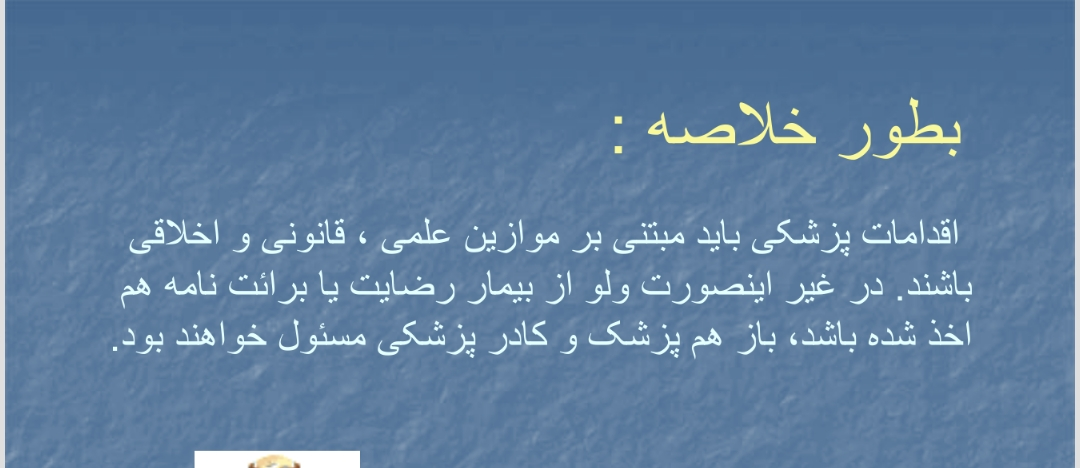 بطور خلاصه :
اقدامات پزشکی باید مبتنی بر موازین علمی ، قانونی و اخلاقی
باشند. در غیر اینصورت ولو از بیمار رضایت یا برائت نامه هم
اخذ شده باشد، باز هم پزشک و کادر پزشکی مسئول خواهند بود.